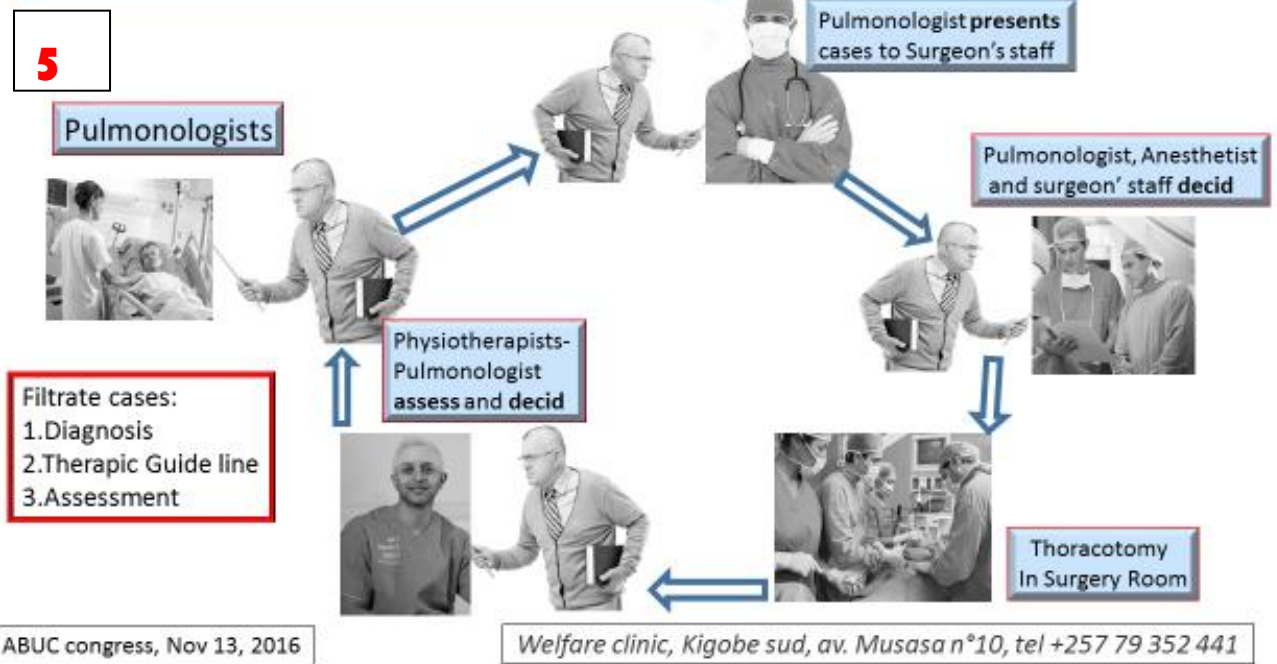 5
Pulmonologist presents
cases to Surgeon's staff
Pulmonologists
Pulmonologist, Anesthetist
and surgeon' staff decid
Physiotherapists-
Pulmonologist
assess and decid
Filtrate cases:
1.Diagnosis
2.Therapic Guide line
3.Assessment
Thoracotomy
In Surgery Room
ABUC congress, Nov 13, 2016
Welfare clinic, Kigobe sud, av. Musasa n°10, tel +257 79 352 441